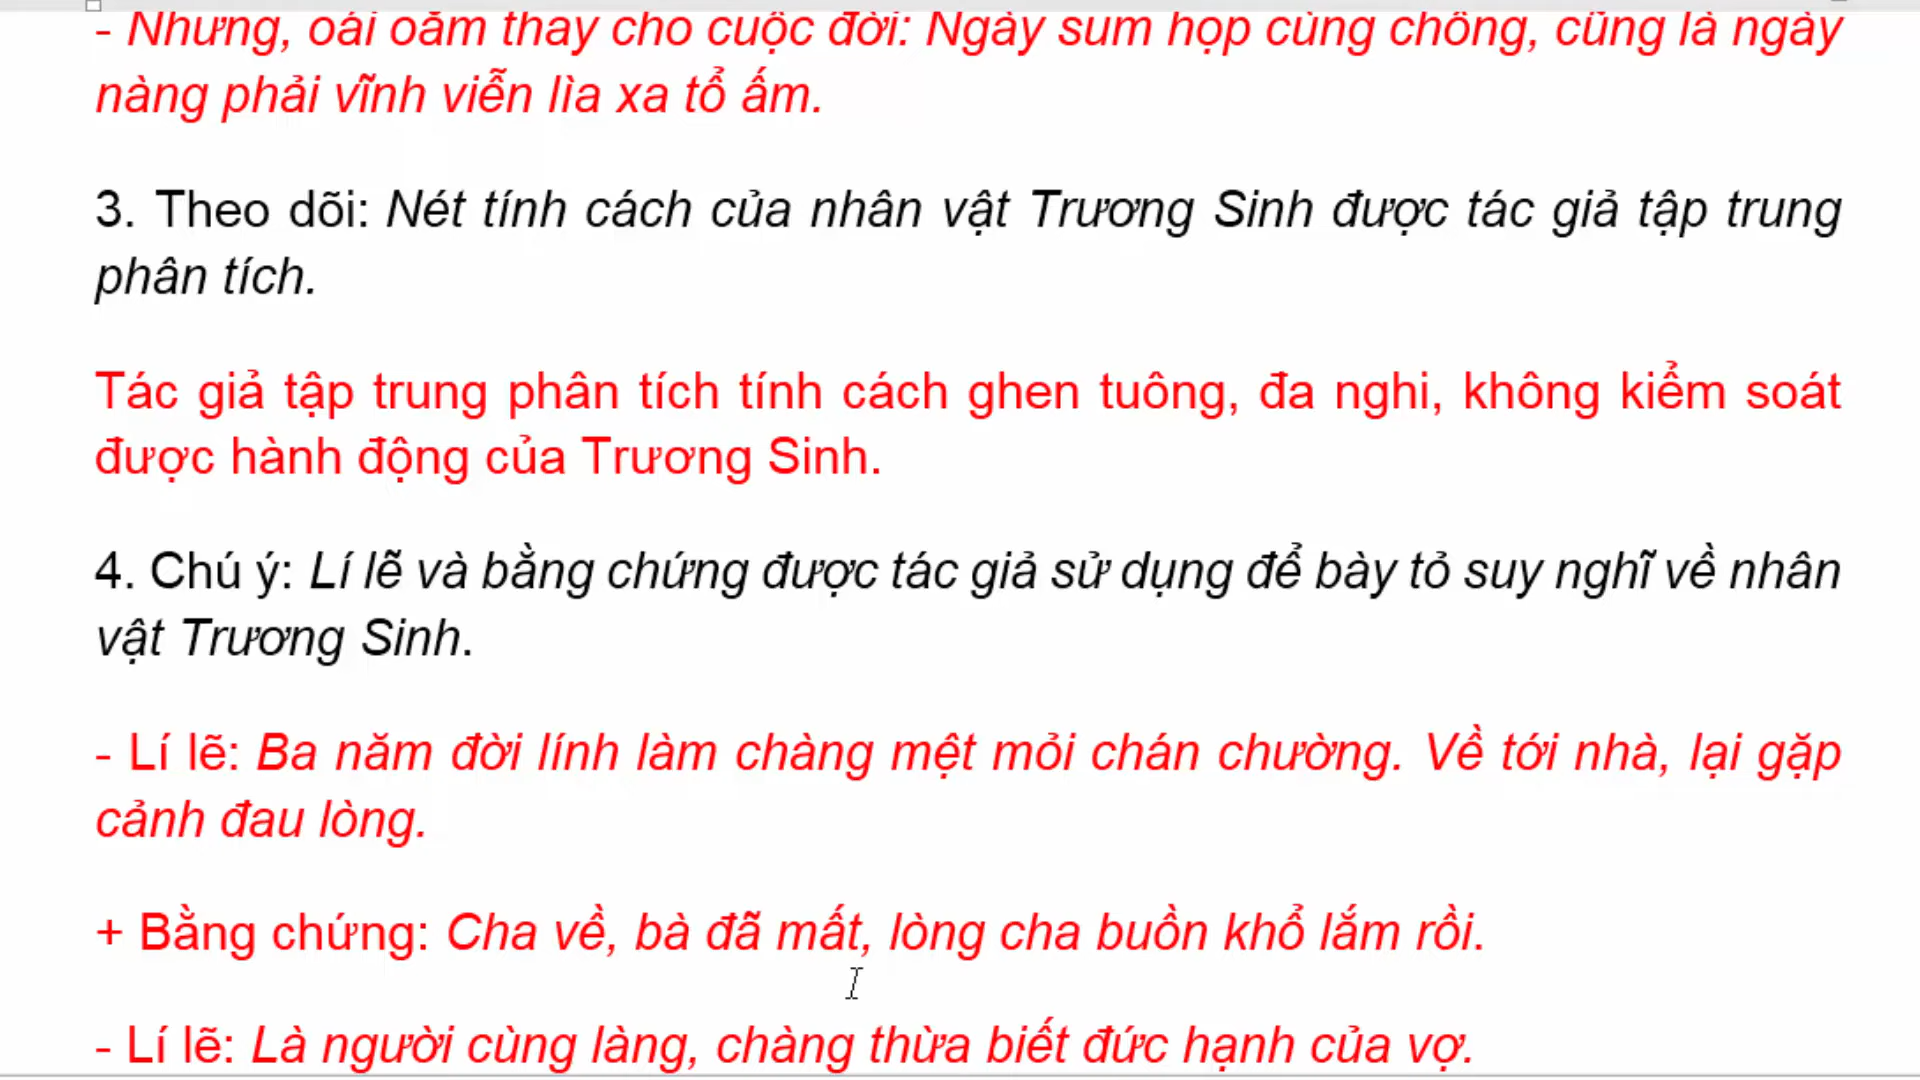 - Nhưng, oái oăm thay cho cuộc đời: Ngày sum họp cùng chồng, cũng là ngày
nàng phải vĩnh viễn lìa xa tổ ấm.
3. Theo dõi: Nét tính cách của nhân vật Trương Sinh được tác giả tập trung
phân tích.
Tác giả tập trung phân tích tính cách ghen tuông, đa nghi, không kiểm soát
được hành động của Trương Sinh.
4. Chú ý: Lí lẽ và bằng chứng được tác giả sử dụng để bày tỏ suy nghĩ về nhân
vật Trương Sinh.
- Lí lẽ: Ba năm đời lính làm chàng mệt mỏi chán chường. Về tới nhà, lại gặp
cảnh đau lòng.
+ Bằng chứng: Cha về, bà đã mất, lòng cha buồn khổ lắm rồi.
- Lí lẽ: Là người cùng làng, chàng thừa biết đức hạnh của vợ.